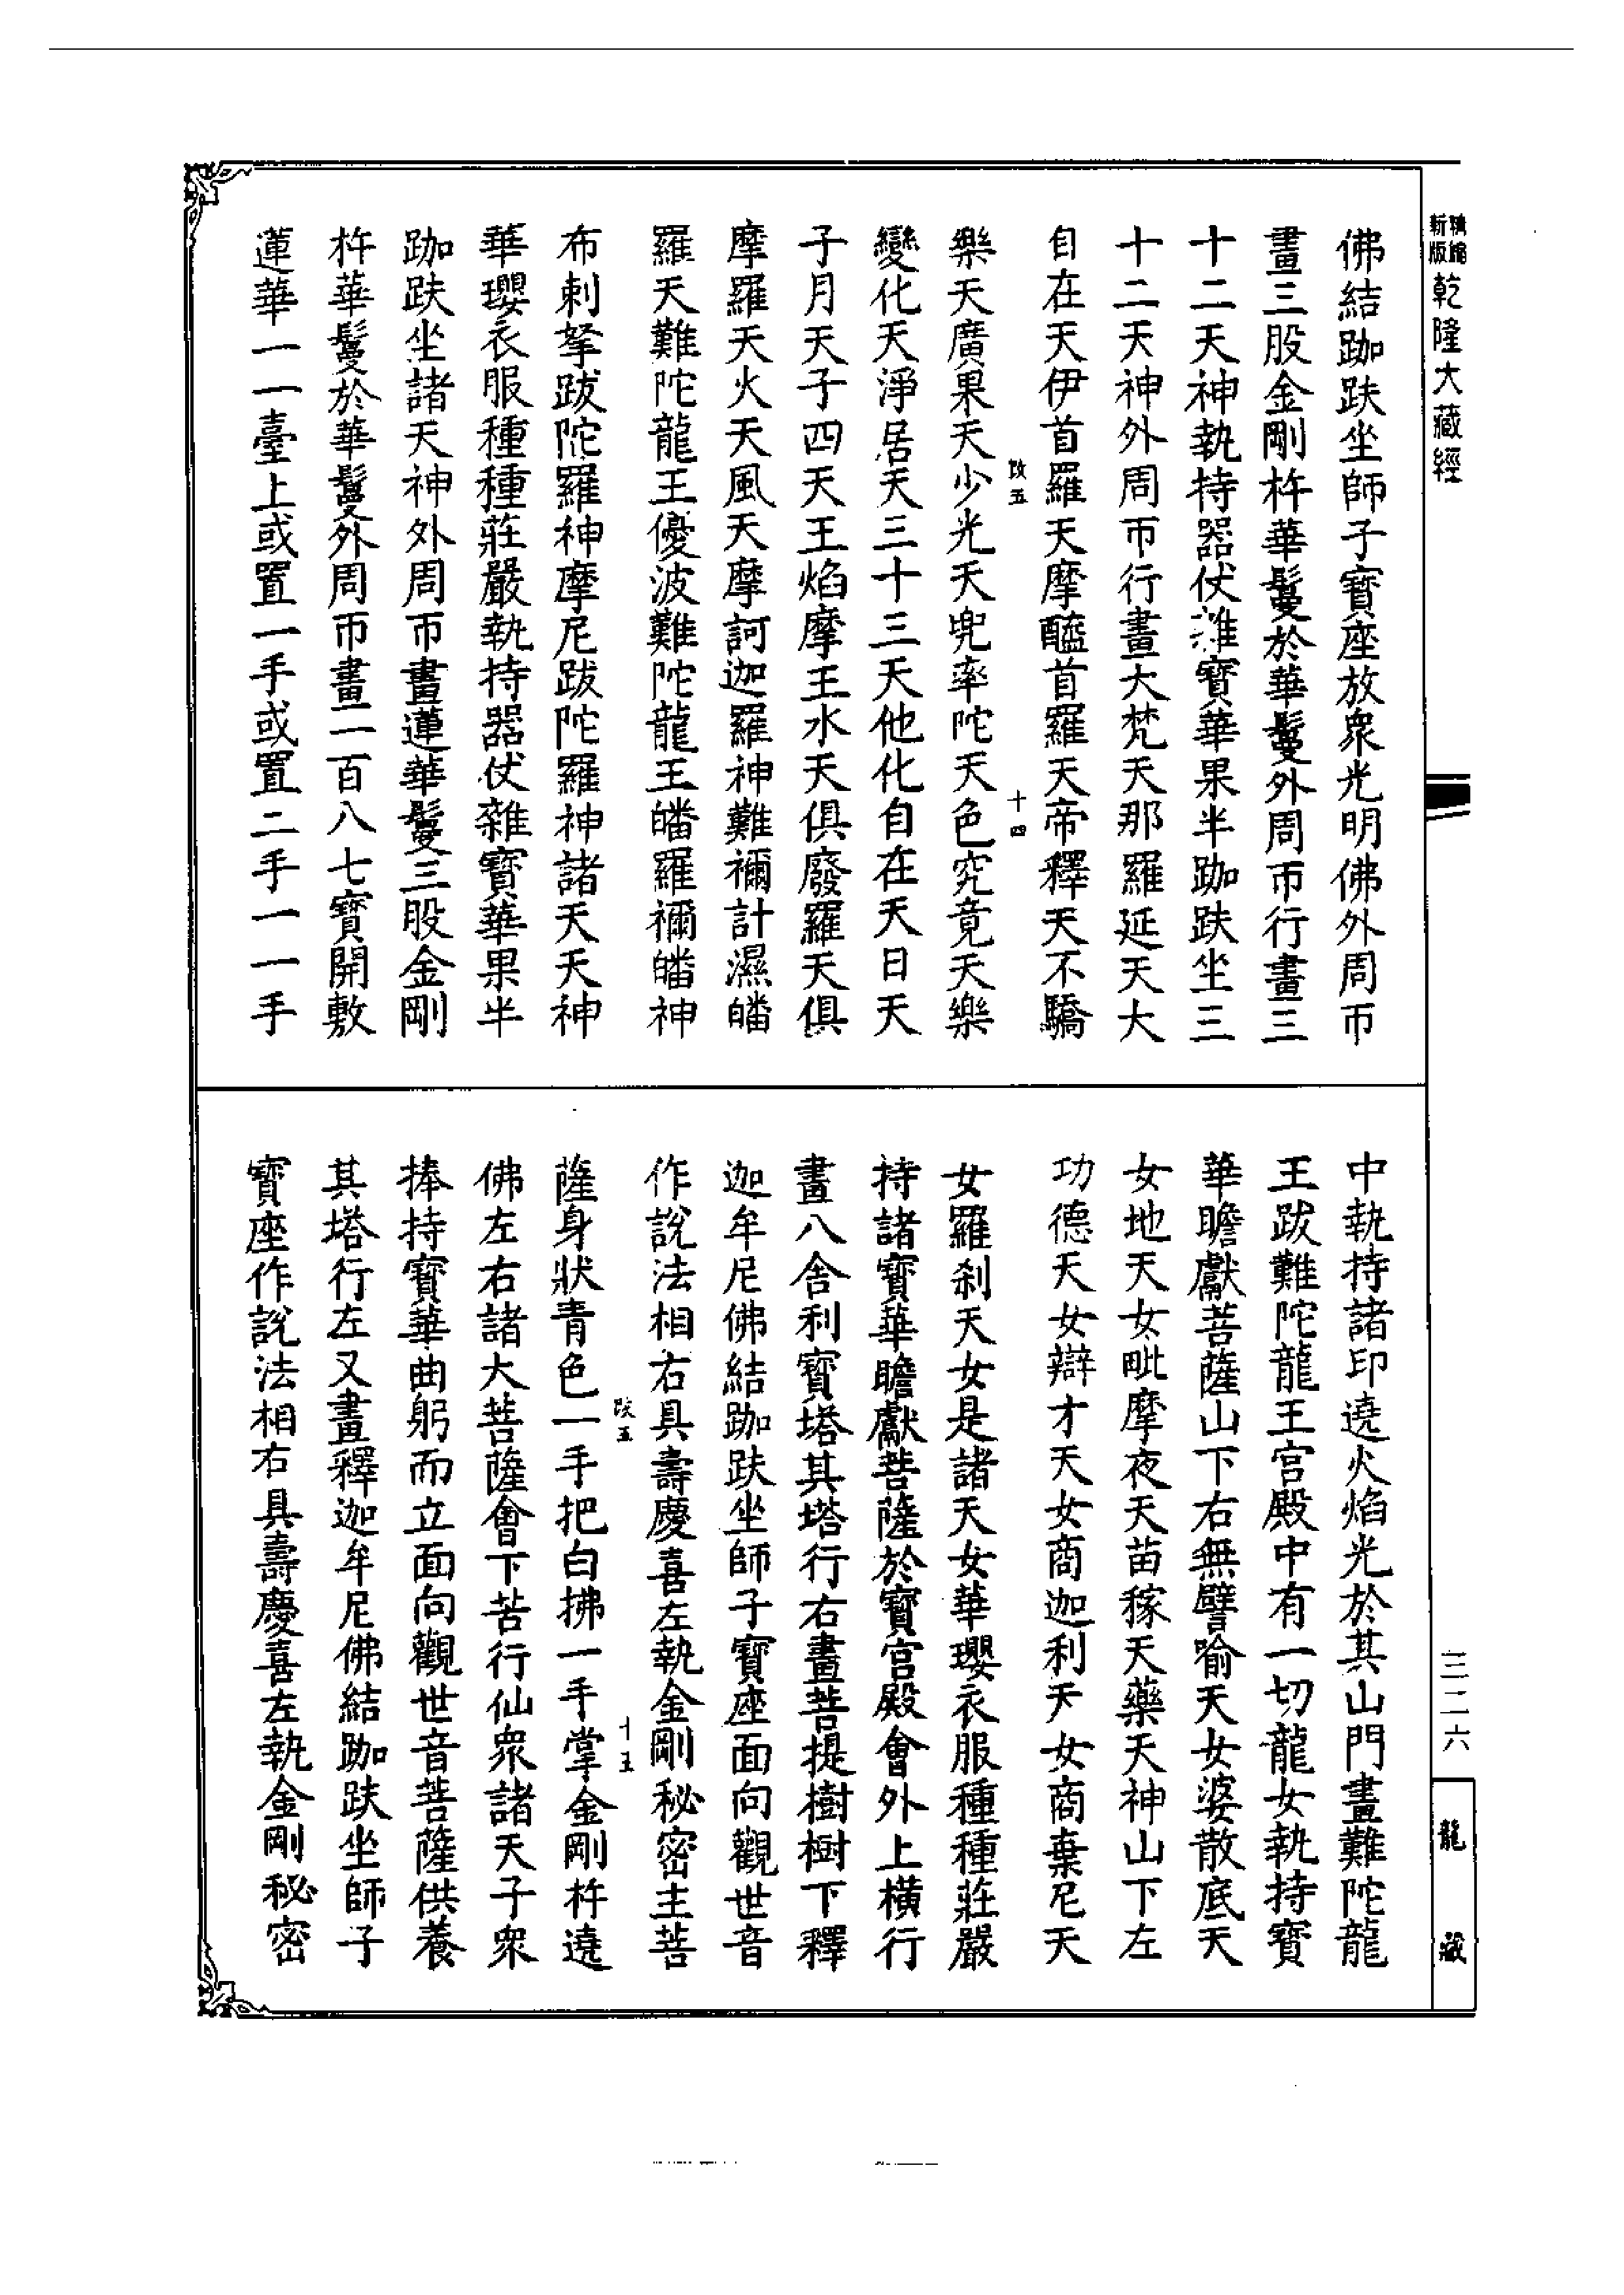 新版精編
乾隆大藏經
佛結跏趺坐師子寶座放衆光明佛外周帀
畫三股金剛杵華鬘於華鬘外周帀行畫三
十二天神執持器仗雜寶華果半跏趺坐三
十二天神外周帀行畫大梵天那羅延天大
自在天伊首羅天摩醯首羅天帝釋天不驕
樂天廣果天少光天兜率陀天色究竟天樂
變化天淨居天三十三天他化自在天日天
子月天子四天王焰摩王水天俱廢羅天俱
摩羅天火天風天摩訶迦羅神難禰計濕皤
羅天難陀龍王優波難陀龍王皤羅禰皤神
布剌拏跋陀羅神摩尼跋陀羅神諸天天神
華瓔衣服種種莊嚴執持器仗雜寶華果半
跏趺坐諸天神外周帀畫蓮華鬘三股金剛
杵華鬘於華鬘外周帀畫一百八七寶開敷
蓮華一一臺上或置一手或置二手一一手
五
十四
中執持諸印遶火焰光於其山門畫難陀龍
王跋難陀龍王宮殿中有一切龍女執持寶
華瞻獻菩薩山下右無譬喻天女婆散底天
女地天女毗摩夜天苗稼天藥天神山下左
功德天女辯才天女商迦利天女商棄尼天
女羅剎天女是諸天女華瓔衣服種種莊嚴
持諸寶華瞻獻菩薩於寶宮殿會外上橫行
畫八舍利寶塔其塔行右畫菩提樹樹下釋
迦牟尼佛結跏趺坐師子寶座面向觀世音
作說法相右具壽慶喜左執金剛秘密主菩
薩身狀青色一手把白拂一手掌金剛杵遶
佛左右諸大菩薩會下苦行仙衆諸天子衆
捧持寶華曲躬而立面向觀世音菩薩供養
其塔行左又畫釋迦牟尼佛結跏趺坐師子
寶座作說法相右具壽慶喜左執金剛秘密
五
十五
三二六
龍藏